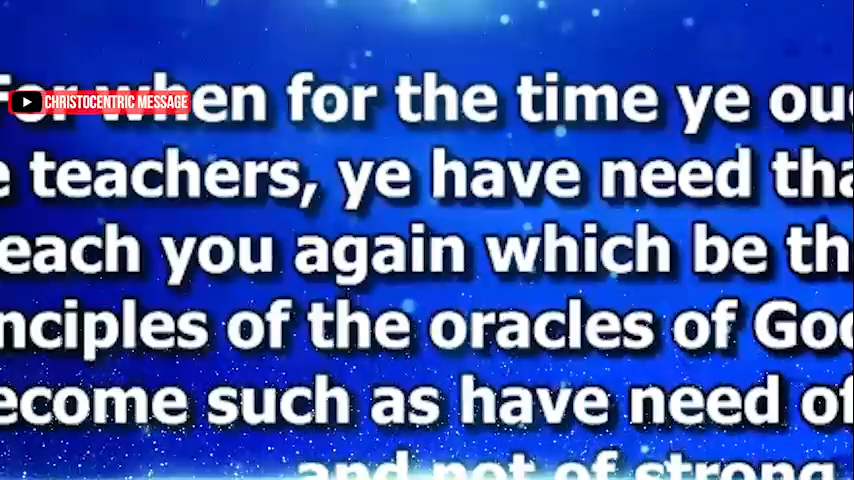 CHRISTOCENTRIC MESSAGE
For when for the time ye ou
e teachers, ye have need tha
each you again which be th
nciples of the oracles of God
ecome such as have need of
and not of strong